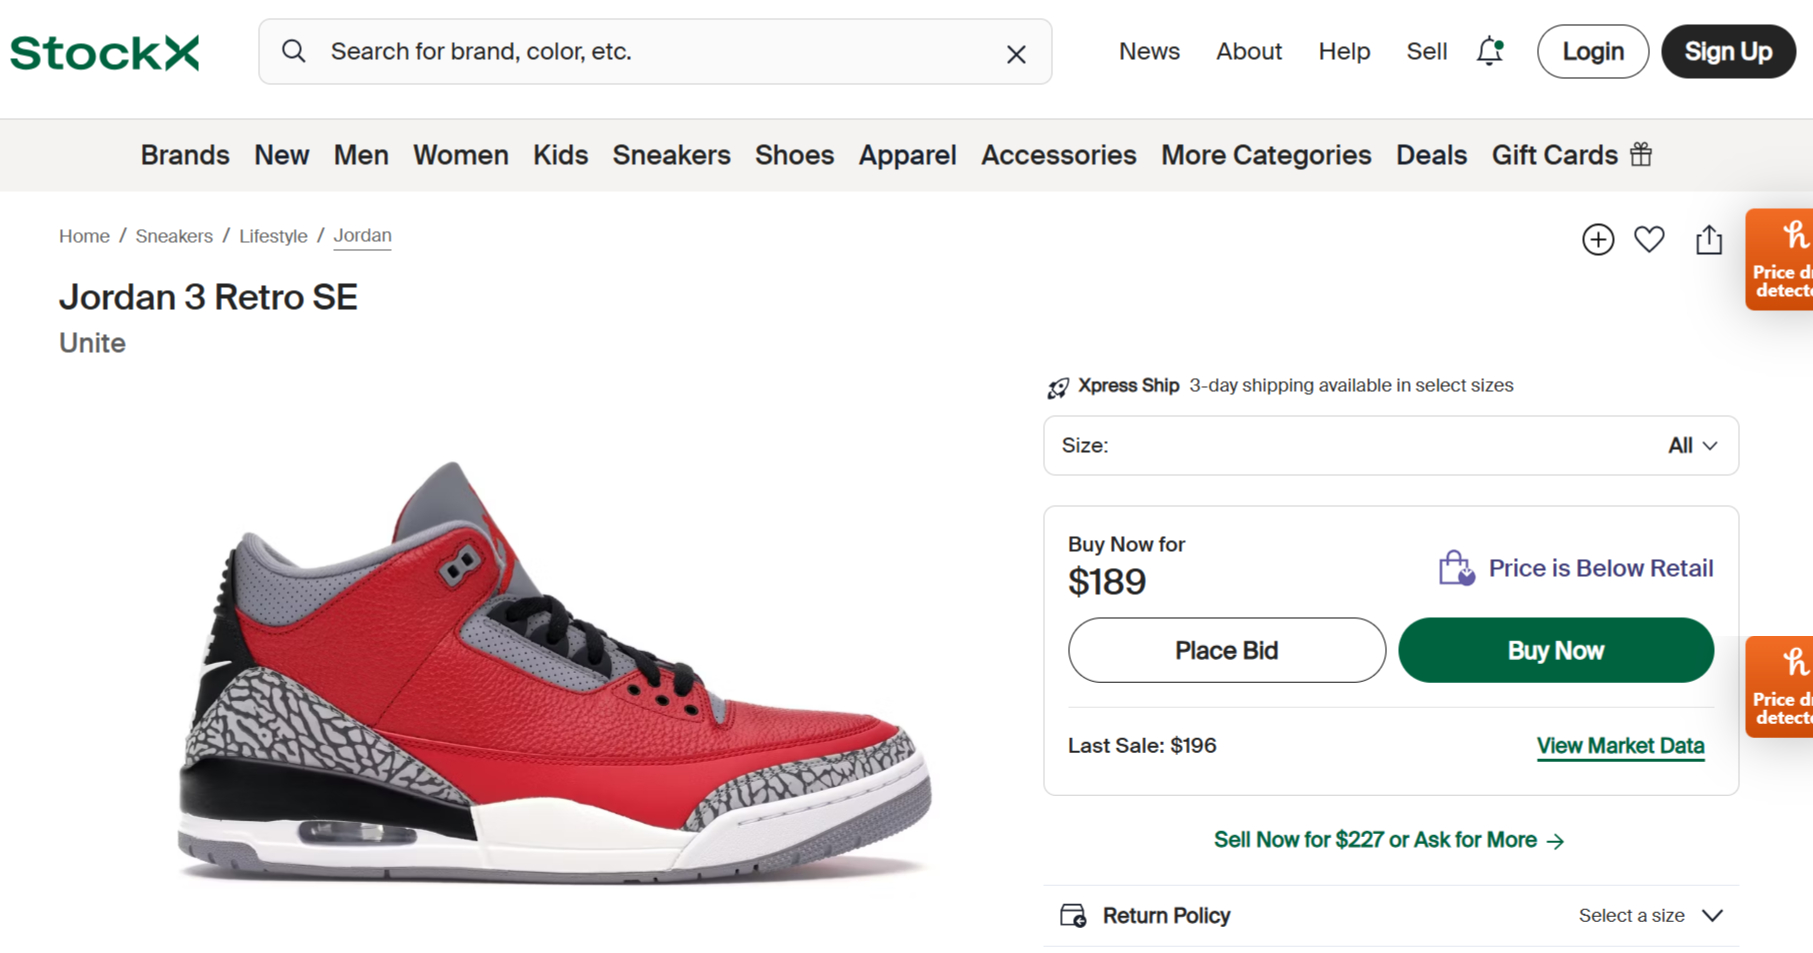 StockX
Search for brand, color, etc.
News
About
Help
Sell
Login
Sign Up
Brands
New
Men
Women
Kids
Sneakers
Shoes
Apparel
Accessories
More Categories
Deals
Gift Cards
Home / Sneakers / Lifestyle / Jordan
Price
detect
Jordan 3 Retro SE
Unite
Xpress Ship 3-day shipping available in select sizes
Size:
All
Buy Now for
$189
Price is Below Retail
Place Bid
Buy Now
Price
detect
Last Sale: $196
View Market Data
Sell Now for $227 or Ask for More →
Return Policy
Select a size